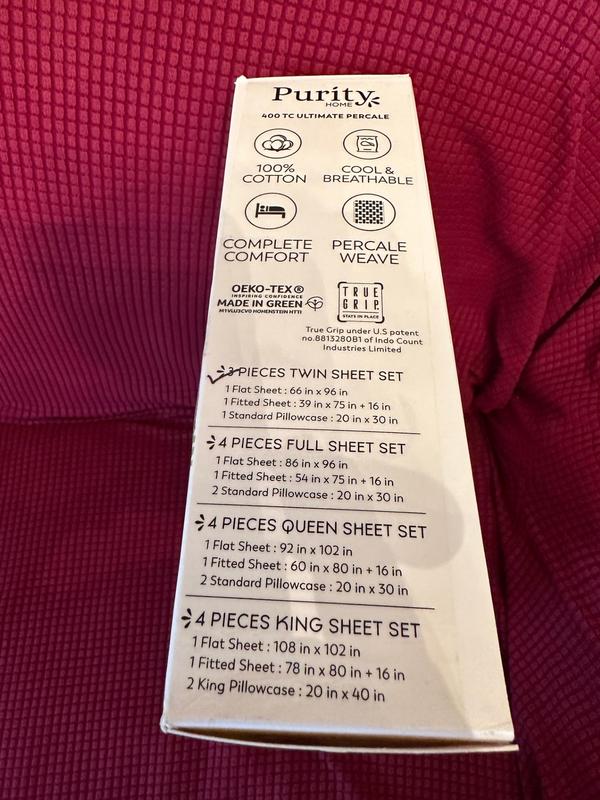 Purity
HOME
400 TC ULTIMATE PERCALE
100%
COTTON
COOL &
BREATHABLE
COMPLETE
COMFORT
PERCALE
WEAVE
OEKO-TEX®
INSPIRING CONFIDENCE
MADE IN GREEN
HOHENSTEIN HTTI
TRUE
GRIP
STAYS IN PLACE
True Grip under U.S patent
no.8813280B1 of Indo Count
Industries Limited
3 PIECES TWIN SHEET SET
1 Flat Sheet : 66 in x 96 in
1 Fitted Sheet : 39 in x 75 in + 16 in
1 Standard Pillowcase : 20 in x 30 in
4 PIECES FULL SHEET SET
1 Flat Sheet : 86 in x 96 in
1 Fitted Sheet : 54 in x 75 in + 16 in
2 Standard Pillowcase : 20 in x 30 in
4 PIECES QUEEN SHEET SET
1 Flat Sheet : 92 in x 102 in
1 Fitted Sheet : 60 in x 80 in + 16 in
2 Standard Pillowcase : 20 in x 30 in
4 PIECES KING SHEET SET
1 Flat Sheet : 108 in x 102 in
1 Fitted Sheet : 78 in x 80 in + 16 in
2 King Pillowcase : 20 in x 40 in